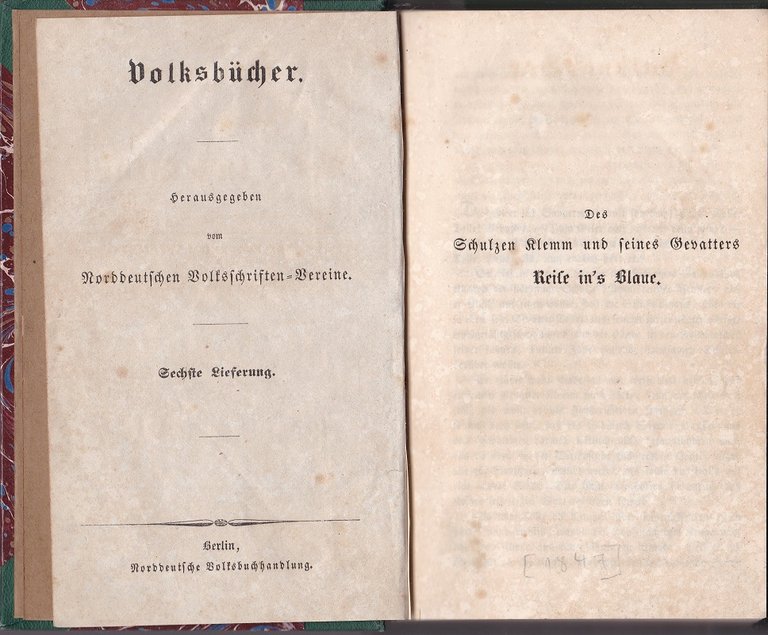 Volksbücher.
Herausgegeben
vom
Norddeutschen Volksschriften=Vereine.
Sechste Lieferung.
Berlin,
Norddeutsche Volksbuchhandlung.
Des
Schulzen Klemm und seines Gevatters
Reise in's Blaue.
[1847]